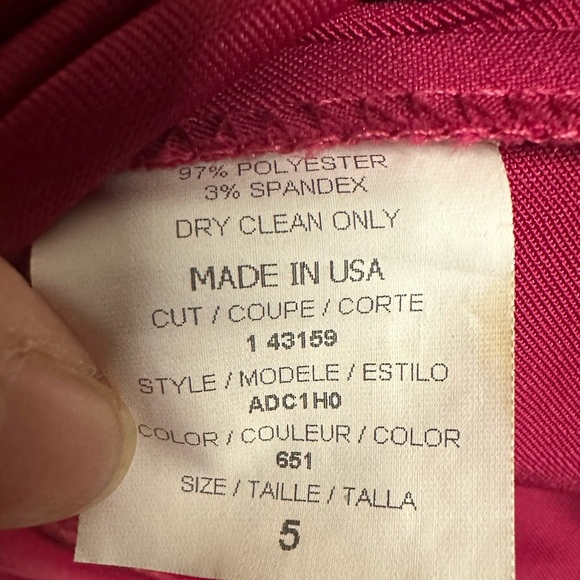 97% POLYESTER
3% SPANDEX
DRY CLEAN ONLY
MADE IN USA
CUT / COUPE / CORTE
1 43159
STYLE / MODELE / ESTILO
ADC1H0
COLOR / COULEUR / COLOR
651
SIZE / TAILLE / TALLA
5